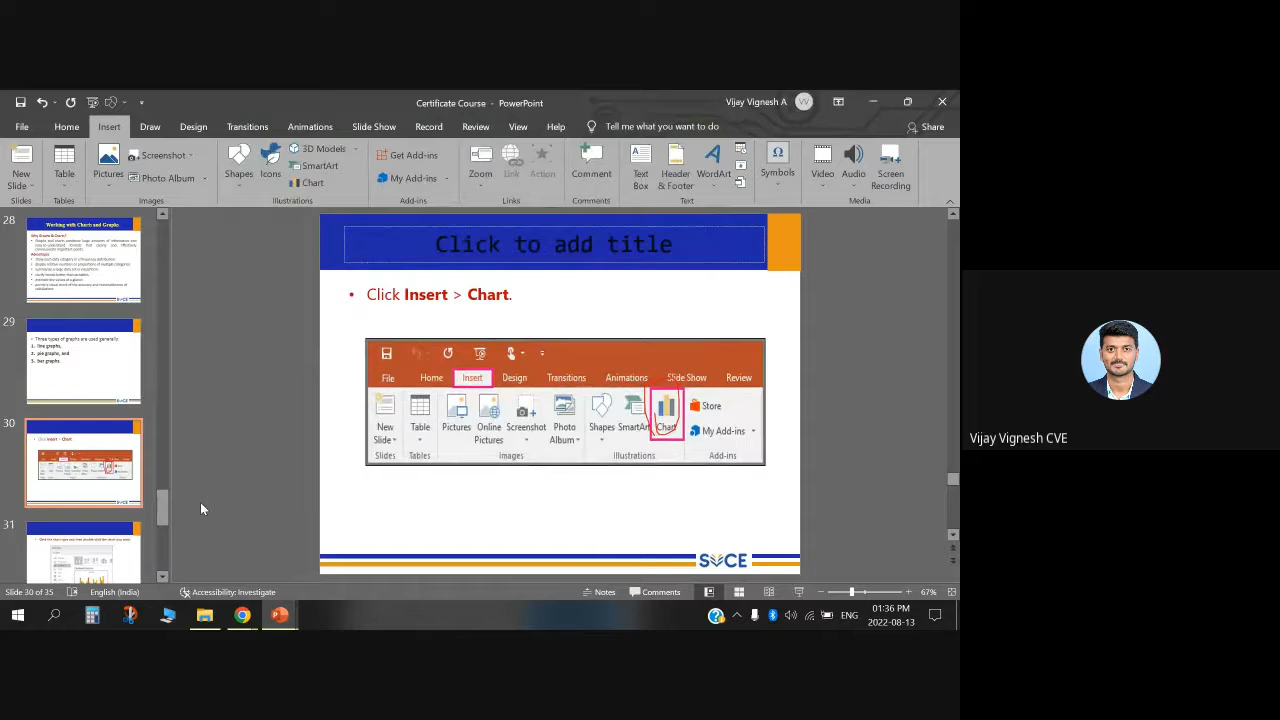 Certificate Course - PowerPoint
Vijay Vignesh A
VV
File Home Insert Draw Design Transitions Animations Slide Show Record Review View Help Tell me what you want to do
Share
New Slide
Table
Pictures
Screenshot
Photo Album
Shapes
Icons
3D Models
SmartArt
Chart
Get Add-ins
My Add-ins
Zoom
Link
Action
Comment
Text Box
Header & Footer
WordArt
Symbols
Video
Audio
Screen Recording
Slides Tables Images Illustrations Add-ins Links Comments Text Media
28
Working with Charts and Graphs
29
Three types of graphs are used generally:
1. line graphs,
2. pie graphs, and
3. bar graphs.
30
Click Insert > Chart
31
Click to add title
• Click Insert > Chart.
File Home Insert Design Transitions Animations Slide Show Review
New Slide
Table
Pictures
Online Pictures
Screenshot
Photo Album
Shapes
SmartArt
Chart
Store
My Add-ins
Slides Tables Images Illustrations Add-ins
SVCE
Vijay Vignesh CVE
Slide 30 of 35
English (India)
Accessibility: Investigate
Notes
Comments
67%
ENG
01:36 PM
2022-08-13